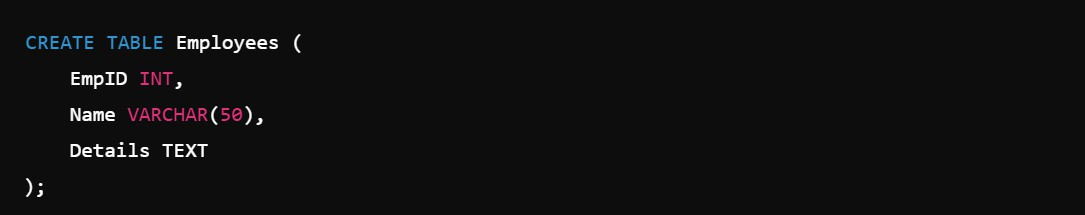 CREATE TABLE Employees (
    EmpID INT,
    Name VARCHAR(50),
    Details TEXT
);